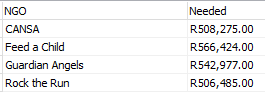 NGO Needed
CANSA R508,275.00
Feed a Child R566,424.00
Guardian Angels R542,977.00
Rock the Run R506,485.00